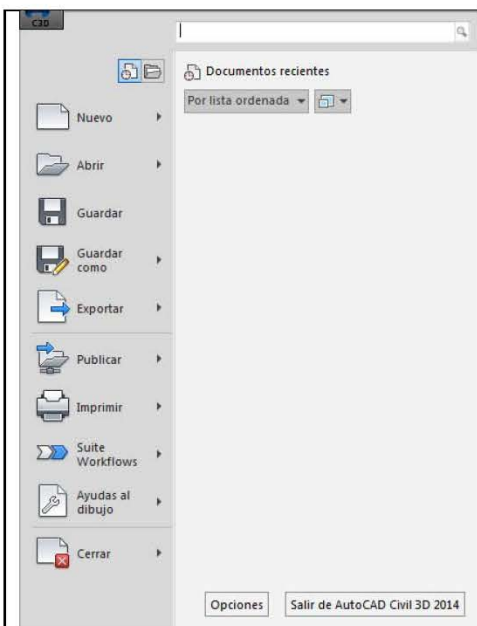 C3D
Documentos recientes
Por lista ordenada
Nuevo
Abrir
Guardar
Guardar
como
Exportar
Publicar
Imprimir
Suite
Workflows
Ayudas al
dibujo
Cerrar
Opciones
Salir de AutoCAD Civil 3D 2014